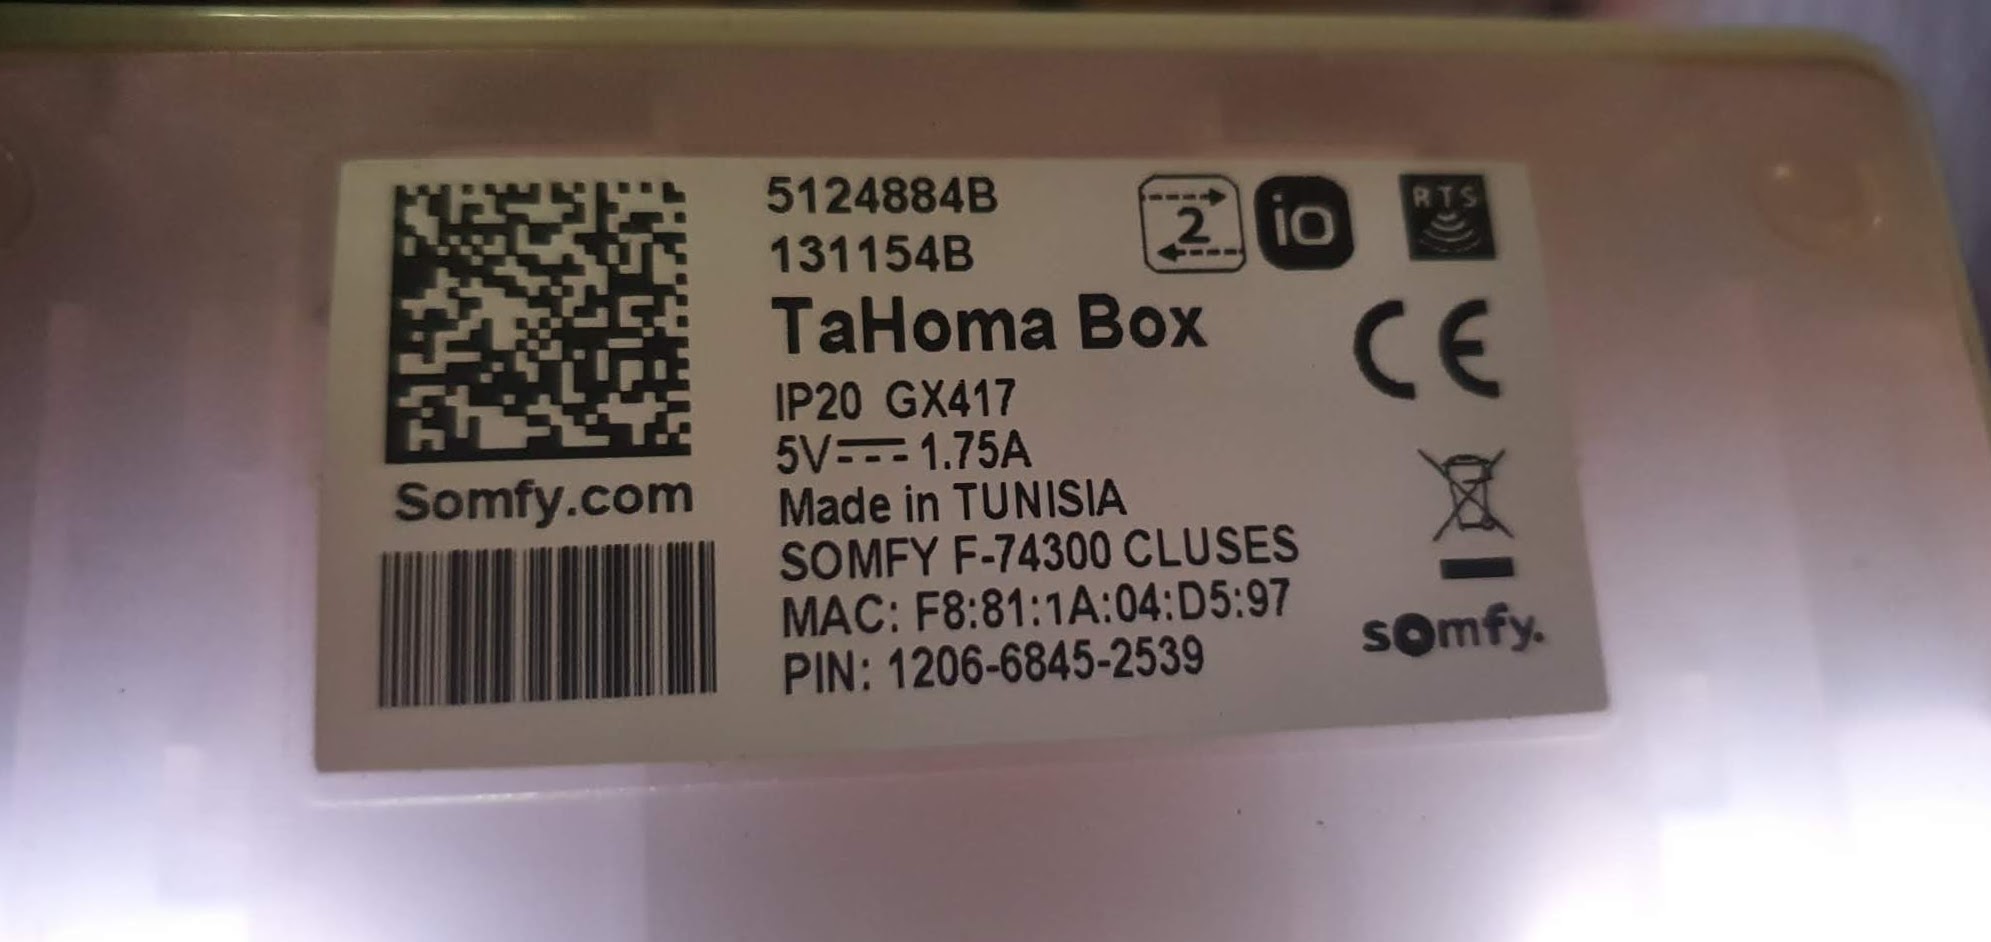 5124884B
131154B
2
io
RTS
TaHoma Box
CE
IP20 GX417
5V 1.75A
Made in TUNISIA
SOMFY F-74300 CLUSES
MAC: F8:81:1A:04:D5:97
PIN: 1206-6845-2539
Somfy.com
somfy.